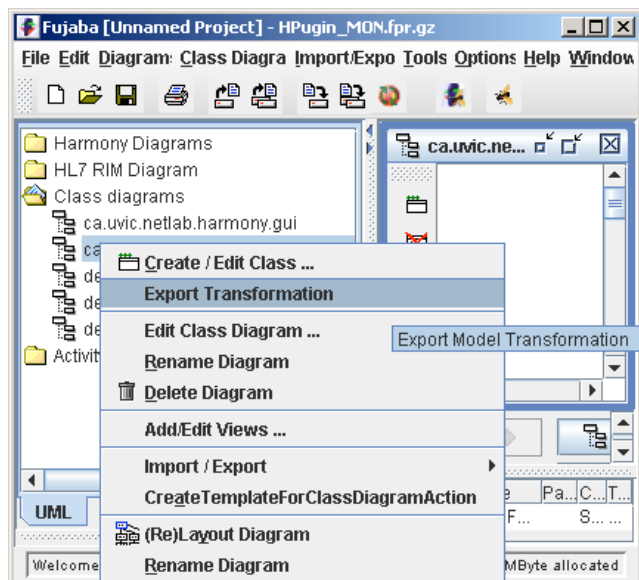 Fujaba [Unnamed Project] - HPugin_MON.fpr.gz
File Edit Diagram: Class Diagra Import/Expo Tools Options Help Window
Harmony Diagrams
HL7 RIM Diagram
Class diagrams
ca.uvic.netlab.harmony.gui
ca
de
de
de
Activit
ca.uvic.ne...
Create / Edit Class ...
Export Transformation
Edit Class Diagram ...
Export Model Transformation
Rename Diagram
Delete Diagram
Add/Edit Views ...
Import / Export
CreateTemplateForClassDiagramAction
(Re)Layout Diagram
Rename Diagram
UML
e Pa... C... T...
F... S... ...
Welcome
MByte allocated